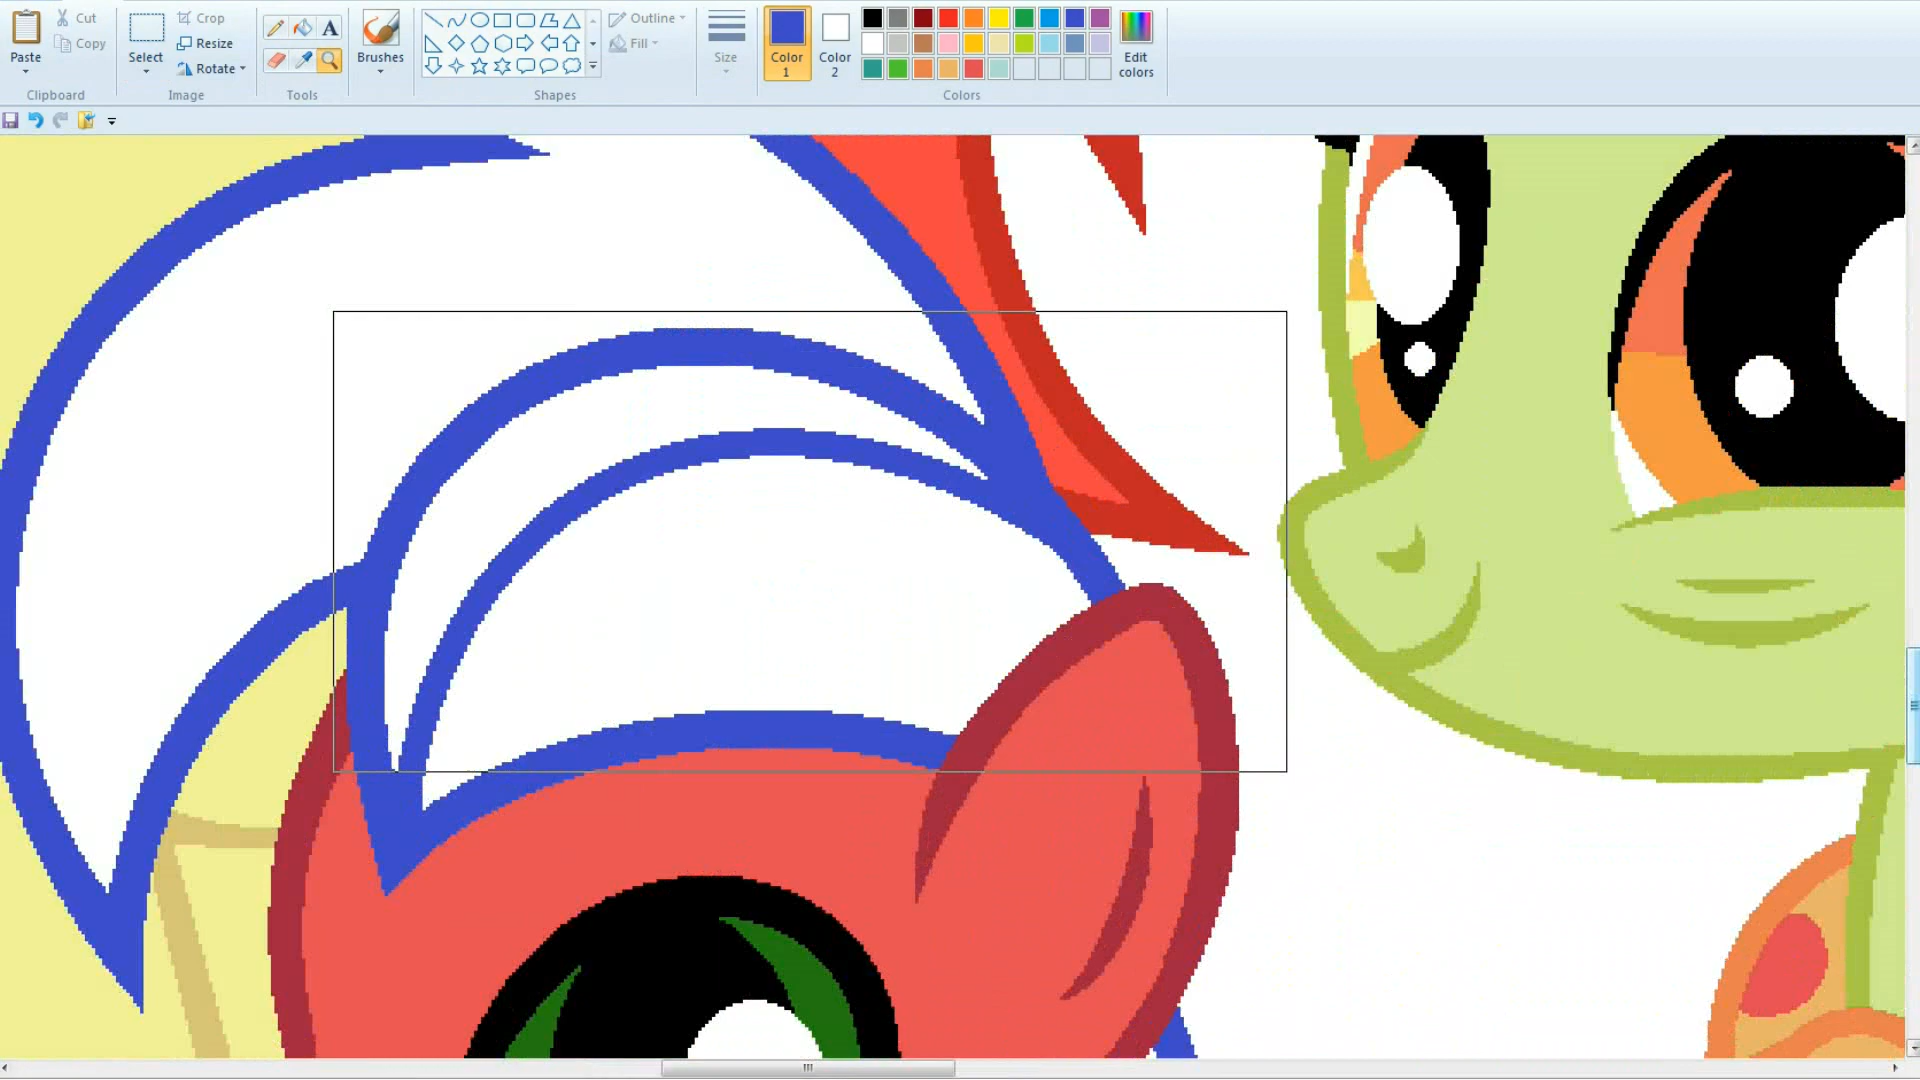 Paste
Cut
Copy
Clipboard
Select
Crop
Resize
Rotate
Image
A
Tools
Brushes
Shapes
Outline
Fill
Size
Color
1
Color
2
Edit
colors
Colors